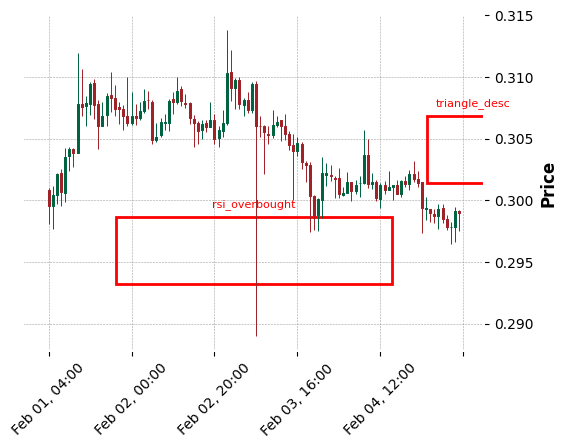 0.315
0.310
triangle_desc
0.305
0.300
rsi_overbought
0.295
0.290
Price
Feb 01, 04:00
Feb 02, 00:00
Feb 02, 20:00
Feb 03, 16:00
Feb 04, 12:00